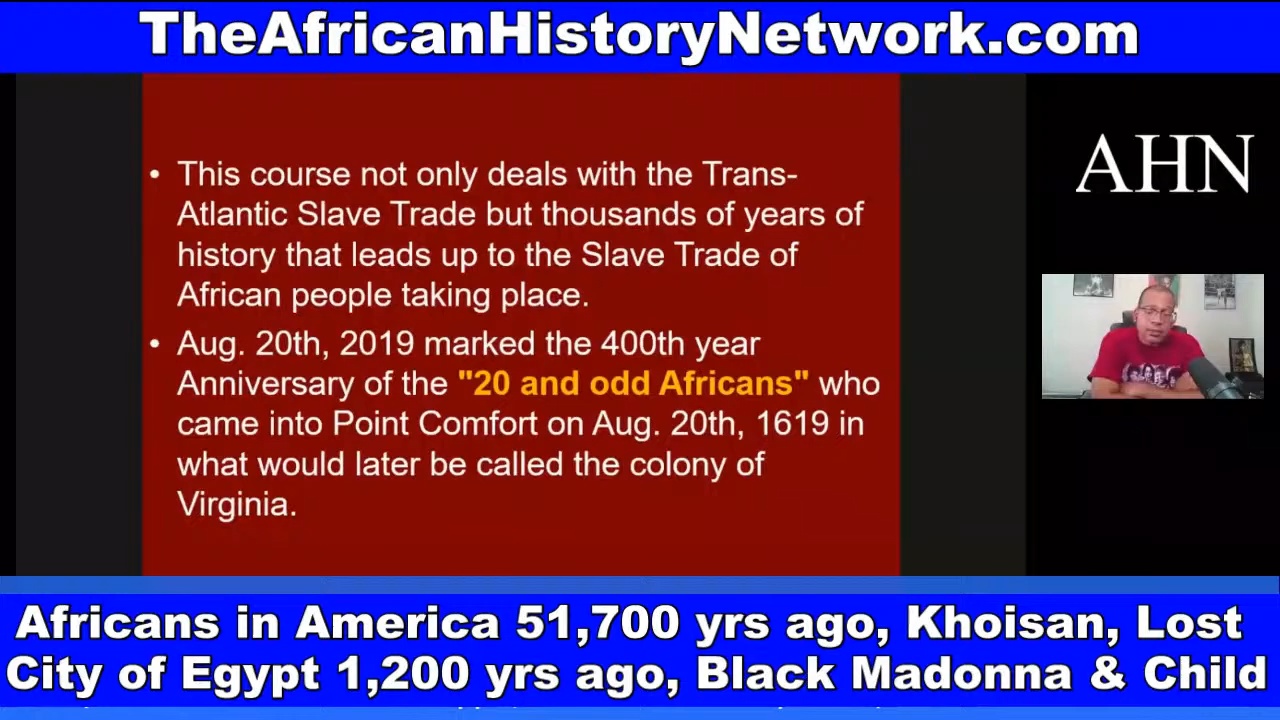 TheAfricanHistoryNetwork.com
AHN
• This course not only deals with the Trans-
Atlantic Slave Trade but thousands of years of
history that leads up to the Slave Trade of
African people taking place.
• Aug. 20th, 2019 marked the 400th year
Anniversary of the "20 and odd Africans" who
came into Point Comfort on Aug. 20th, 1619 in
what would later be called the colony of
Virginia.
Africans in America 51,700 yrs ago, Khoisan, Lost
City of Egypt 1,200 yrs ago, Black Madonna & Child